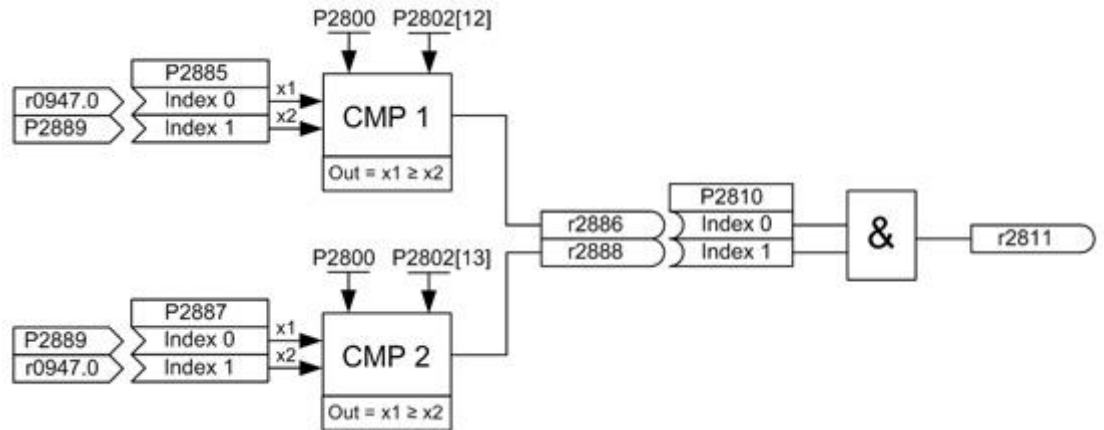 P2800 P2802[12]
P2885
r0947.0 Index 0 x1
P2889 Index 1 x2
CMP 1
Out = x1 ≥ x2
P2810
r2886 Index 0
r2888 Index 1
&
r2811
P2800 P2802[13]
P2887
P2889 Index 0 x1
r0947.0 Index 1 x2
CMP 2
Out = x1 ≥ x2